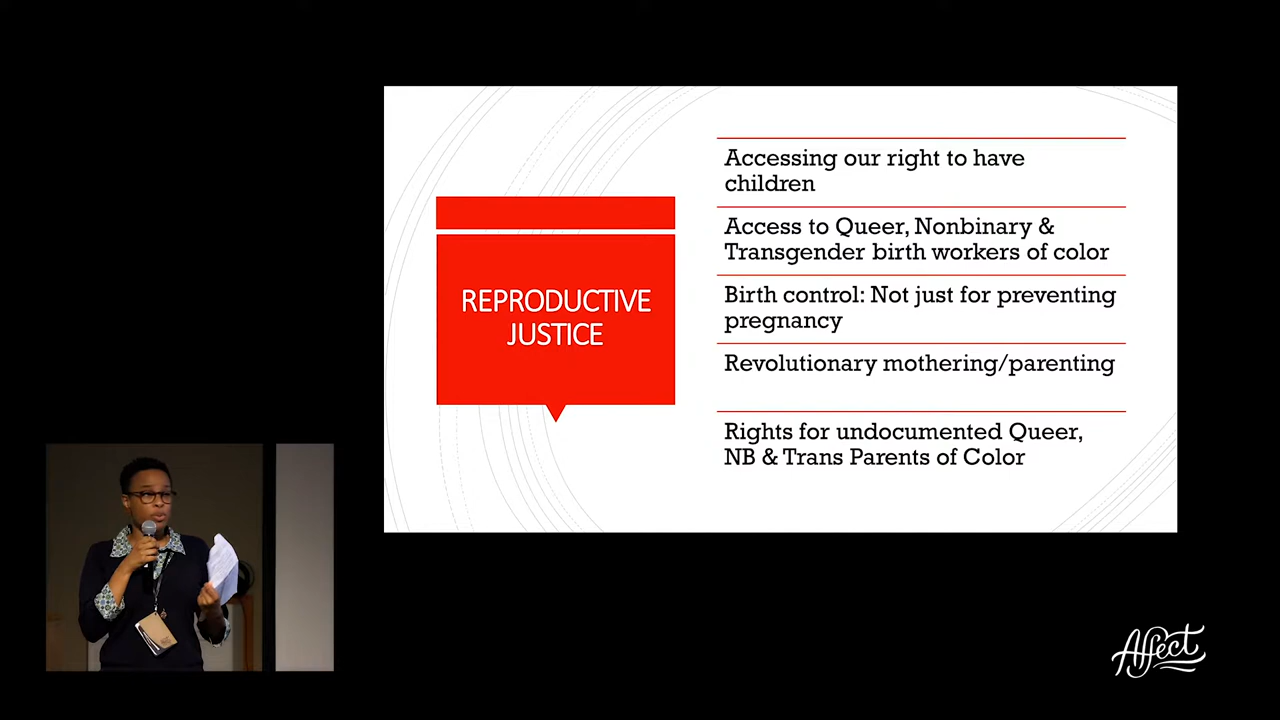 REPRODUCTIVE
JUSTICE
Accessing our right to have
children
Access to Queer, Nonbinary &
Transgender birth workers of color
Birth control: Not just for preventing
pregnancy
Revolutionary mothering/parenting
Rights for undocumented Queer,
NB & Trans Parents of Color
Affect